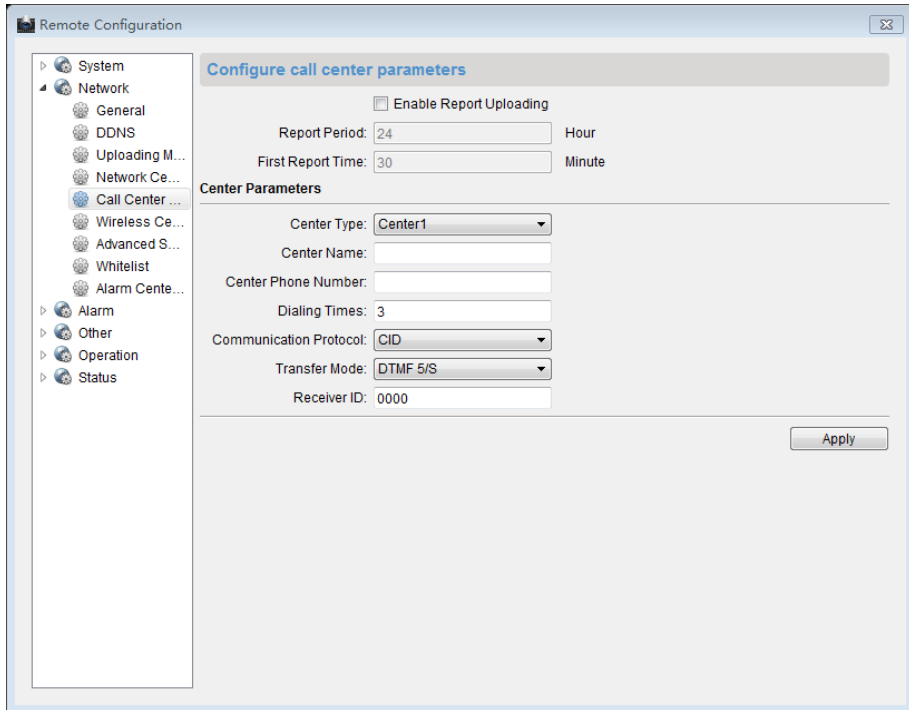 Remote Configuration
System
Network
General
DDNS
Uploading M...
Network Ce...
Call Center ...
Wireless Ce...
Advanced S...
Whitelist
Alarm Cente...
Alarm
Other
Operation
Status
Configure call center parameters
Enable Report Uploading
Report Period: 24 Hour
First Report Time: 30 Minute
Center Parameters
Center Type: Center1
Center Name:
Center Phone Number:
Dialing Times: 3
Communication Protocol: CID
Transfer Mode: DTMF 5/S
Receiver ID: 0000
Apply